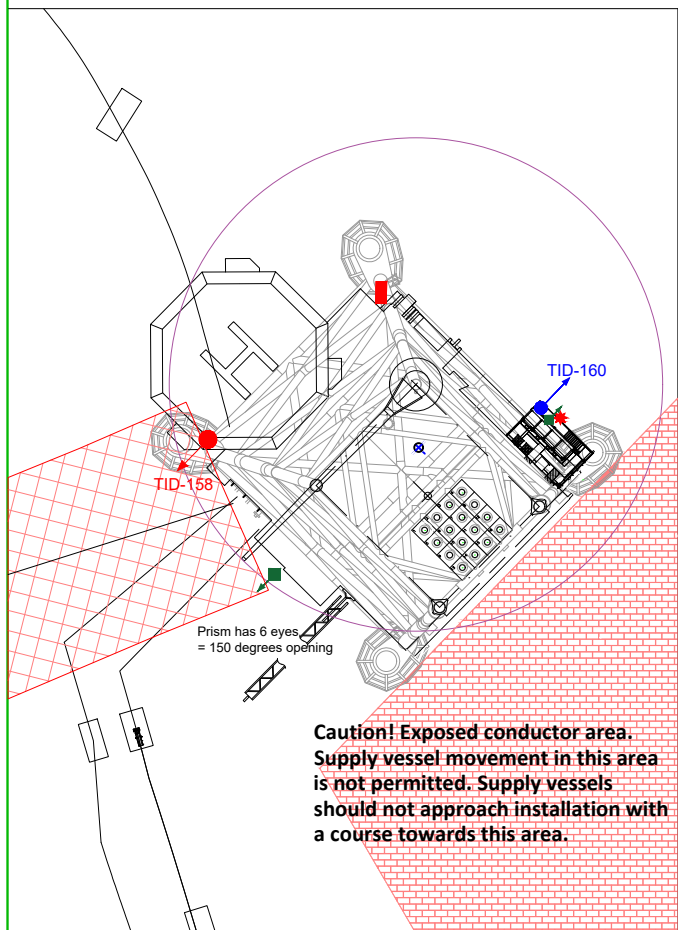 TID-160
TID-158
Prism has 6 eyes
= 150 degrees opening
Caution! Exposed conductor area.
Supply vessel movement in this area
is not permitted. Supply vessels
should not approach installation with
a course towards this area.